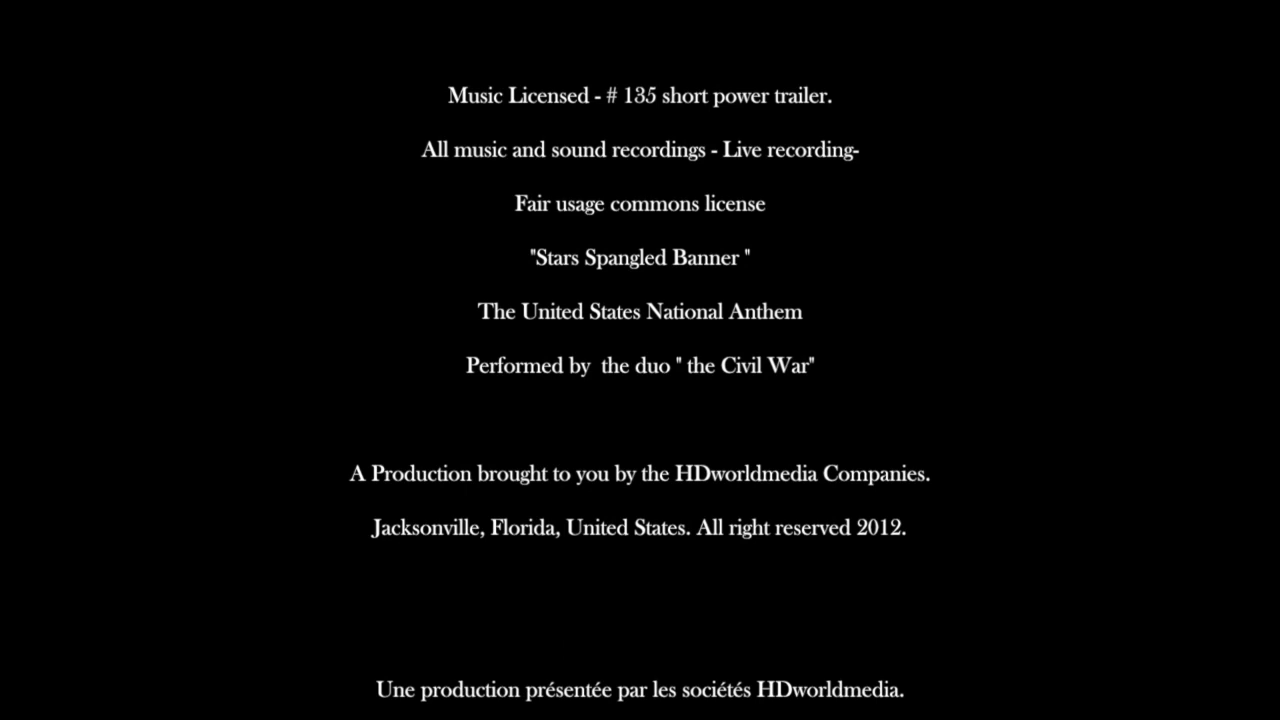 Music Licensed - # 135 short power trailer.
All music and sound recordings - Live recording-
Fair usage commons license
"Stars Spangled Banner "
The United States National Anthem
Performed by  the duo " the Civil War"
A Production brought to you by the HDworldmedia Companies.
Jacksonville, Florida, United States. All right reserved 2012.
Une production présentée par les sociétés HDworldmedia.